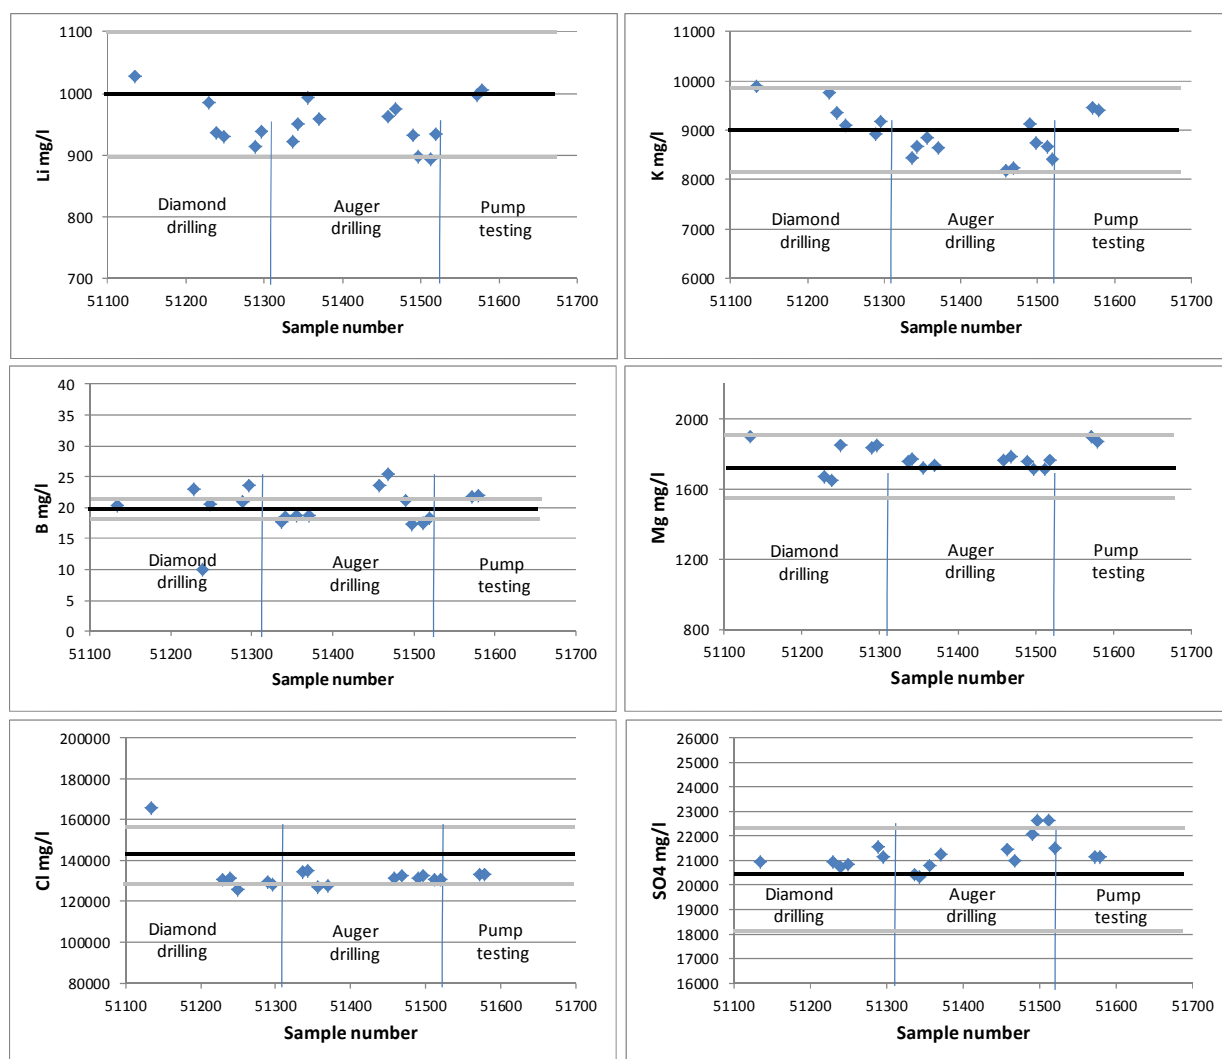 1100
1000
900
800
700
Li mg/l
Diamond
drilling
Auger
drilling
Pump
testing
51100 51200 51300 51400 51500 51600 51700
Sample number
11000
10000
9000
8000
7000
6000
K mg/l
Diamond
drilling
Auger
drilling
Pump
testing
51100 51200 51300 51400 51500 51600 51700
Sample number
40
35
30
25
20
15
10
5
0
B mg/l
Diamond
drilling
Auger
drilling
Pump
testing
51100 51200 51300 51400 51500 51600 51700
Sample number
2000
1600
1200
800
Mg mg/l
Diamond
drilling
Auger
drilling
Pump
testing
51100 51200 51300 51400 51500 51600 51700
Sample number
200000
180000
160000
140000
120000
100000
80000
Cl mg/l
Diamond
drilling
Auger
drilling
Pump
testing
51100 51200 51300 51400 51500 51600 51700
Sample number
26000
25000
24000
23000
22000
21000
20000
19000
18000
17000
16000
SO4 mg/l
Diamond
drilling
Auger
drilling
Pump
testing
51100 51200 51300 51400 51500 51600 51700
Sample number